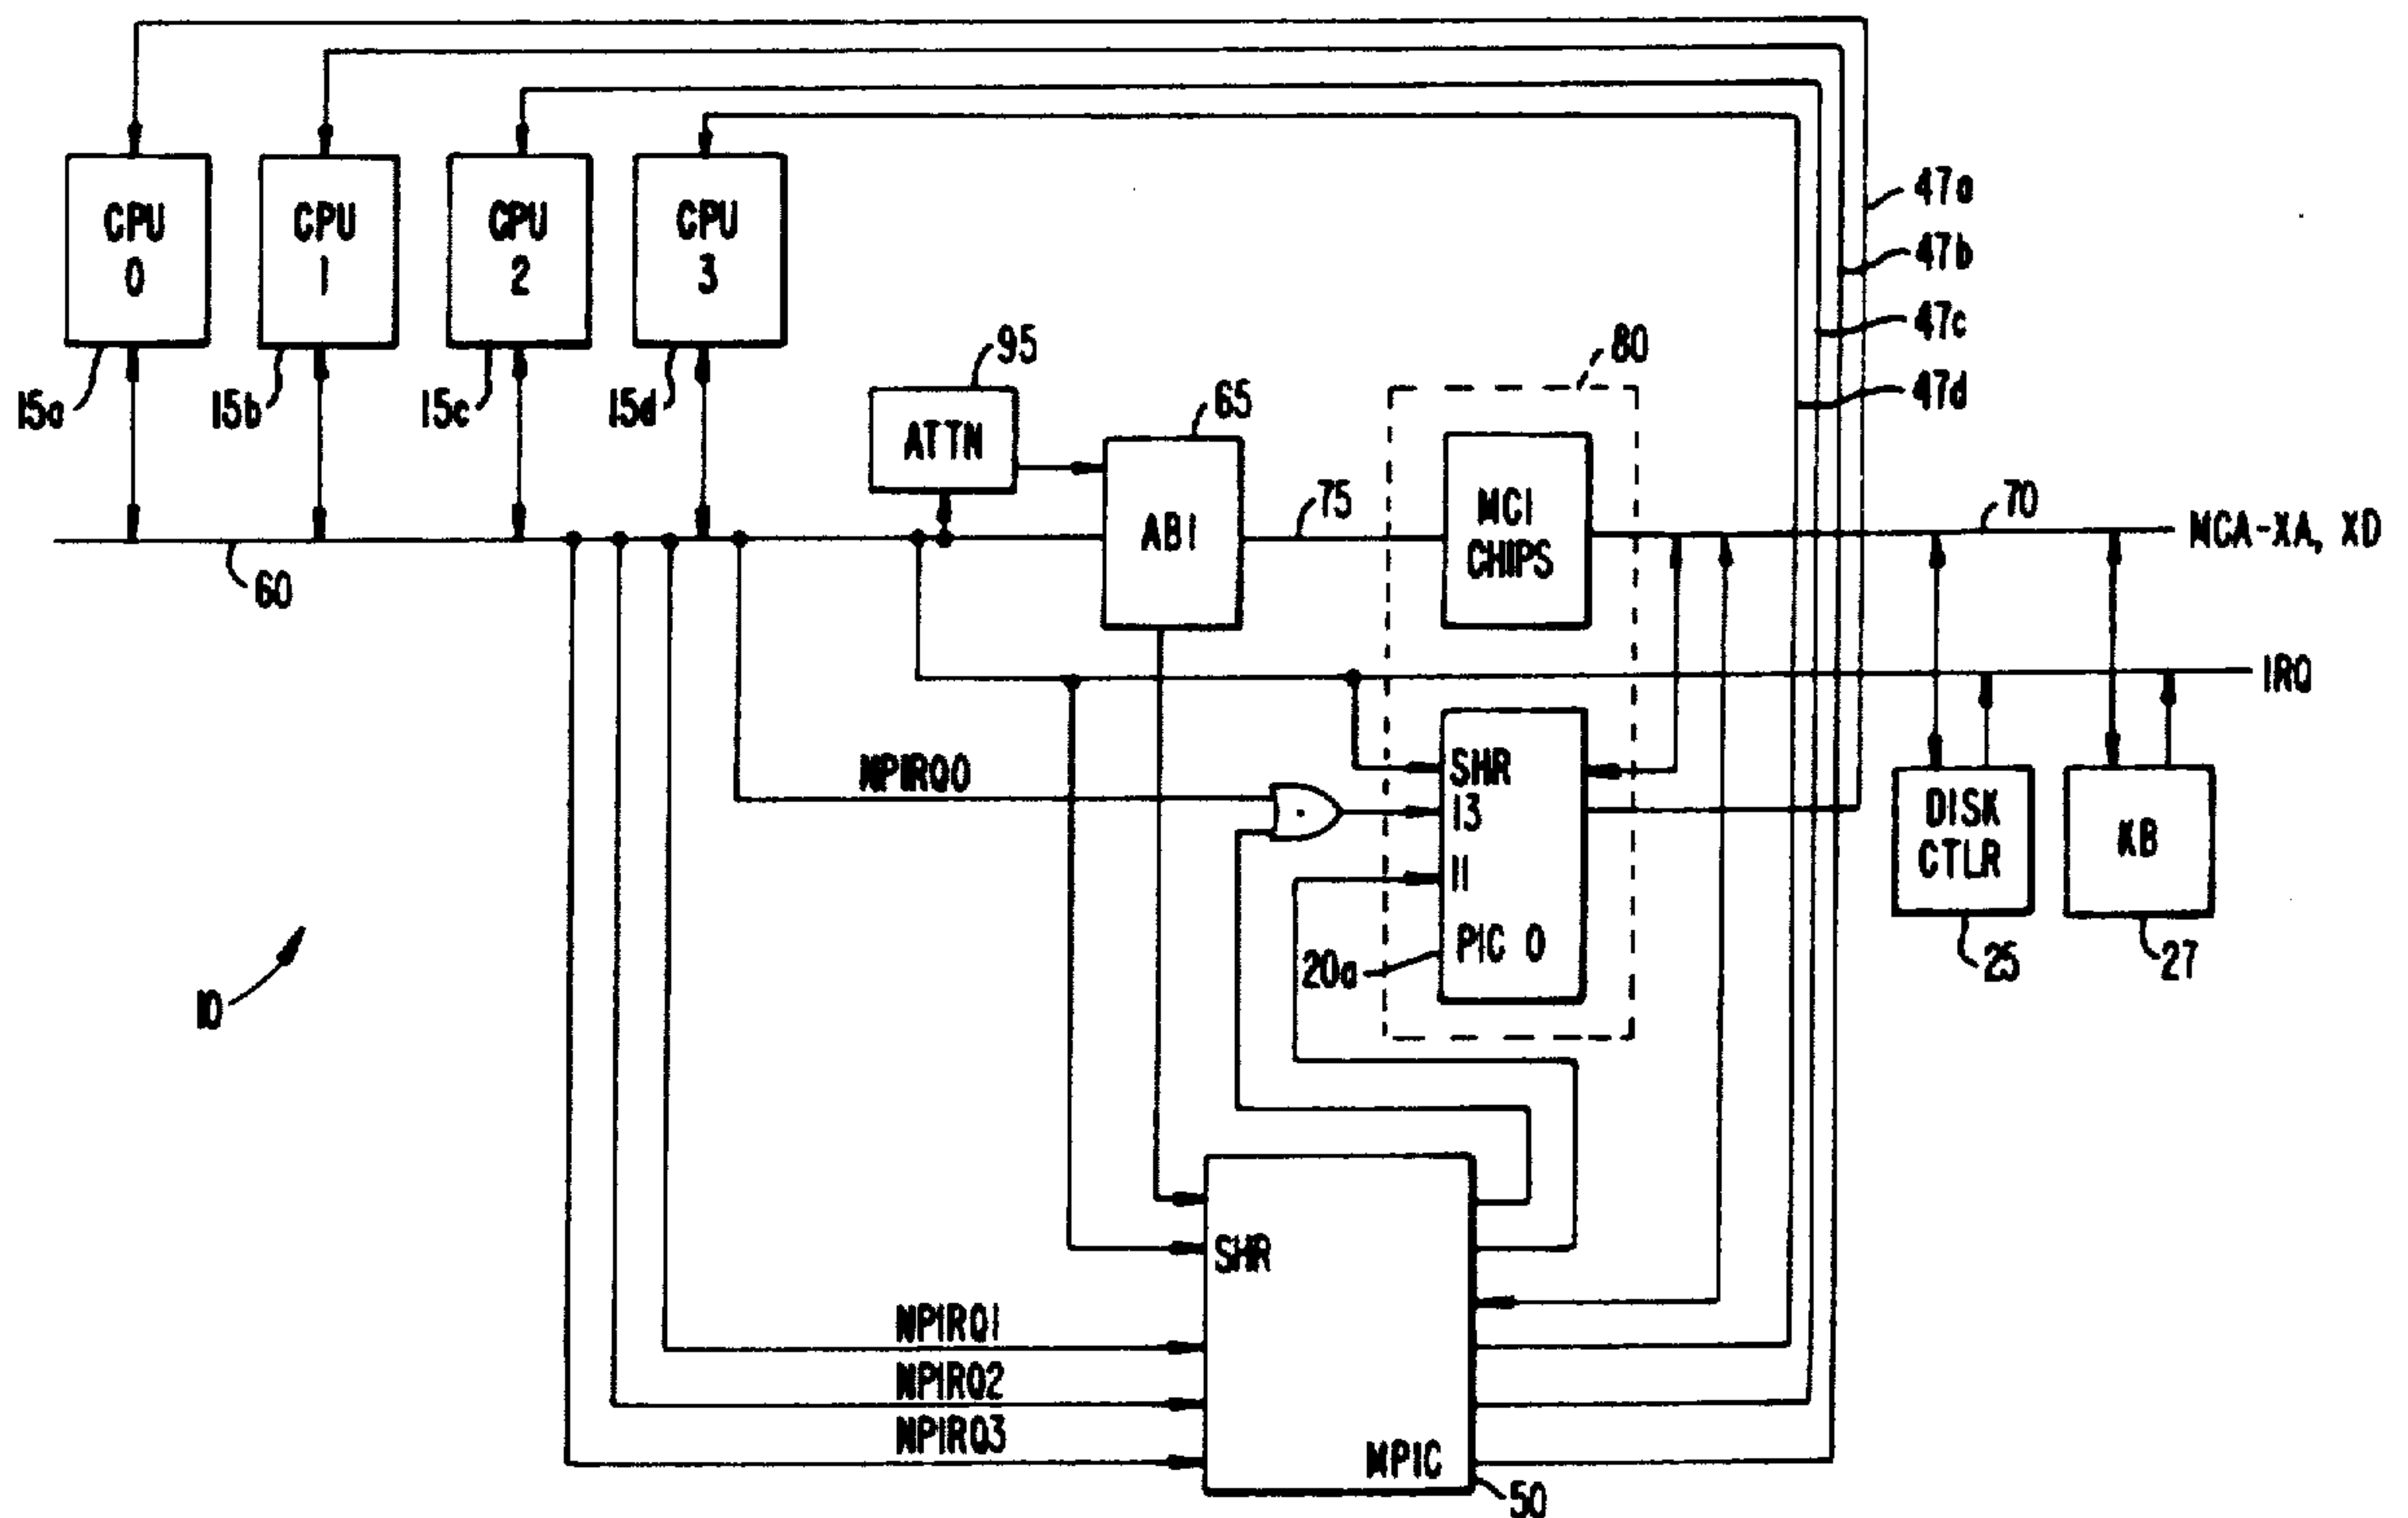 47a
47b
47c
47d
CPU
0
CPU
1
CPU
2
CPU
3
15a
15b
15c
15d
95
ATTN
65
ABI
80
75
MCI
CHIPS
70
MCA-XA, XD
60
IRQ
NPIRQ0
SHR
13
11
PIC 0
20a
DISK
CTLR
25
KB
27
10
SHR
NPIRQ1
NPIRQ2
NPIRQ3
MPIC
50